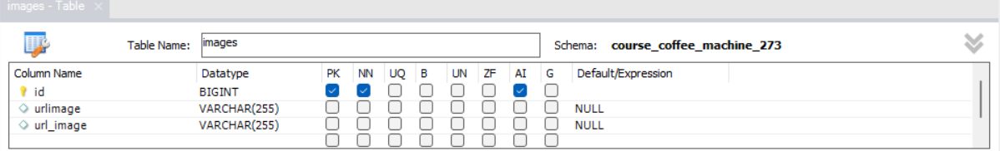 images - Table ×
Table Name: images Schema: course_coffee_machine_273
Column Name Datatype PK NN UQ B UN ZF AI G Default/Expression
id BIGINT
urlimage VARCHAR(255) NULL
url_image VARCHAR(255) NULL